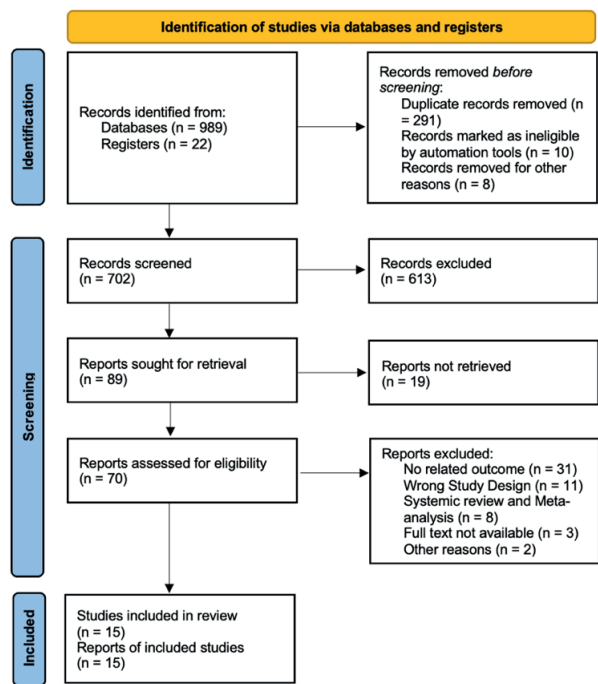 Identification of studies via databases and registers
Identification
Records identified from:
Databases (n = 989)
Registers (n = 22)
Records removed before
screening:
Duplicate records removed (n
= 291)
Records marked as ineligible
by automation tools (n = 10)
Records removed for other
reasons (n = 8)
Screening
Records screened
(n = 702)
Records excluded
(n = 613)
Reports sought for retrieval
(n = 89)
Reports not retrieved
(n = 19)
Reports assessed for eligibility
(n = 70)
Reports excluded:
No related outcome (n = 31)
Wrong Study Design (n = 11)
Systemic review and Meta-
analysis (n = 8)
Full text not available (n = 3)
Other reasons (n = 2)
Included
Studies included in review
(n = 15)
Reports of included studies
(n = 15)